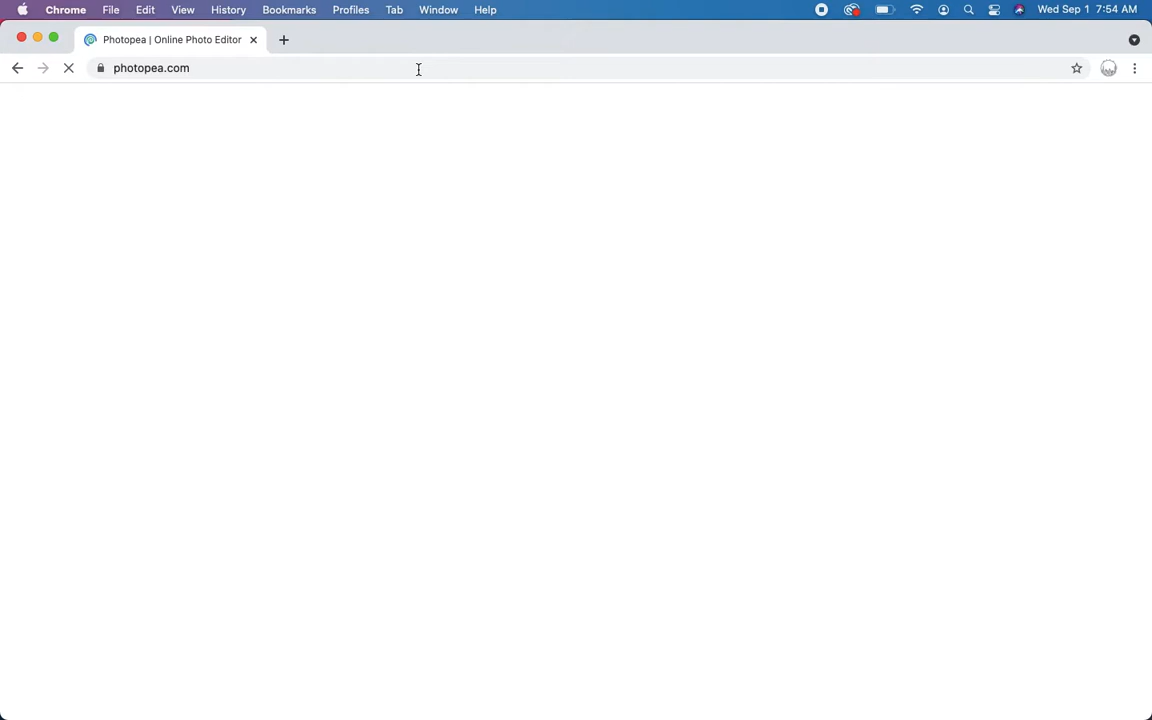 Chrome File Edit View History Bookmarks Profiles Tab Window Help Wed Sep 1 7:54 AM
Photopea | Online Photo Editor
photopea.com